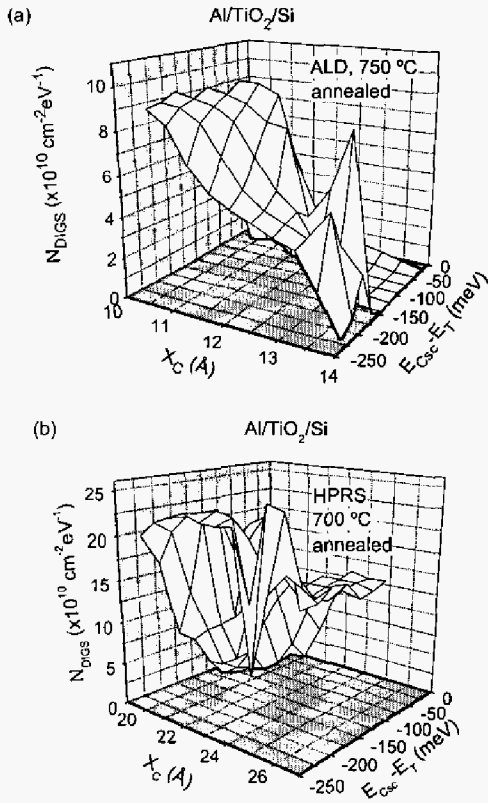 (a)
Al/TiO2/Si
ALD, 750 ºC
annealed
NDIGS (x10^10 cm^-2eV^-1)
10
8
6
4
2
0
10
11
12
13
14
XC (Å)
0
-50
-100
-150
-200
-250
ECsc-ET (meV)
(b)
Al/TiO2/Si
HPRS
700 ºC
annealed
NDIGS (x10^10 cm^-2eV^-1)
25
20
15
10
5
0
20
22
24
26
XC (Å)
0
-50
-100
-150
-200
-250
ECsc-ET (meV)